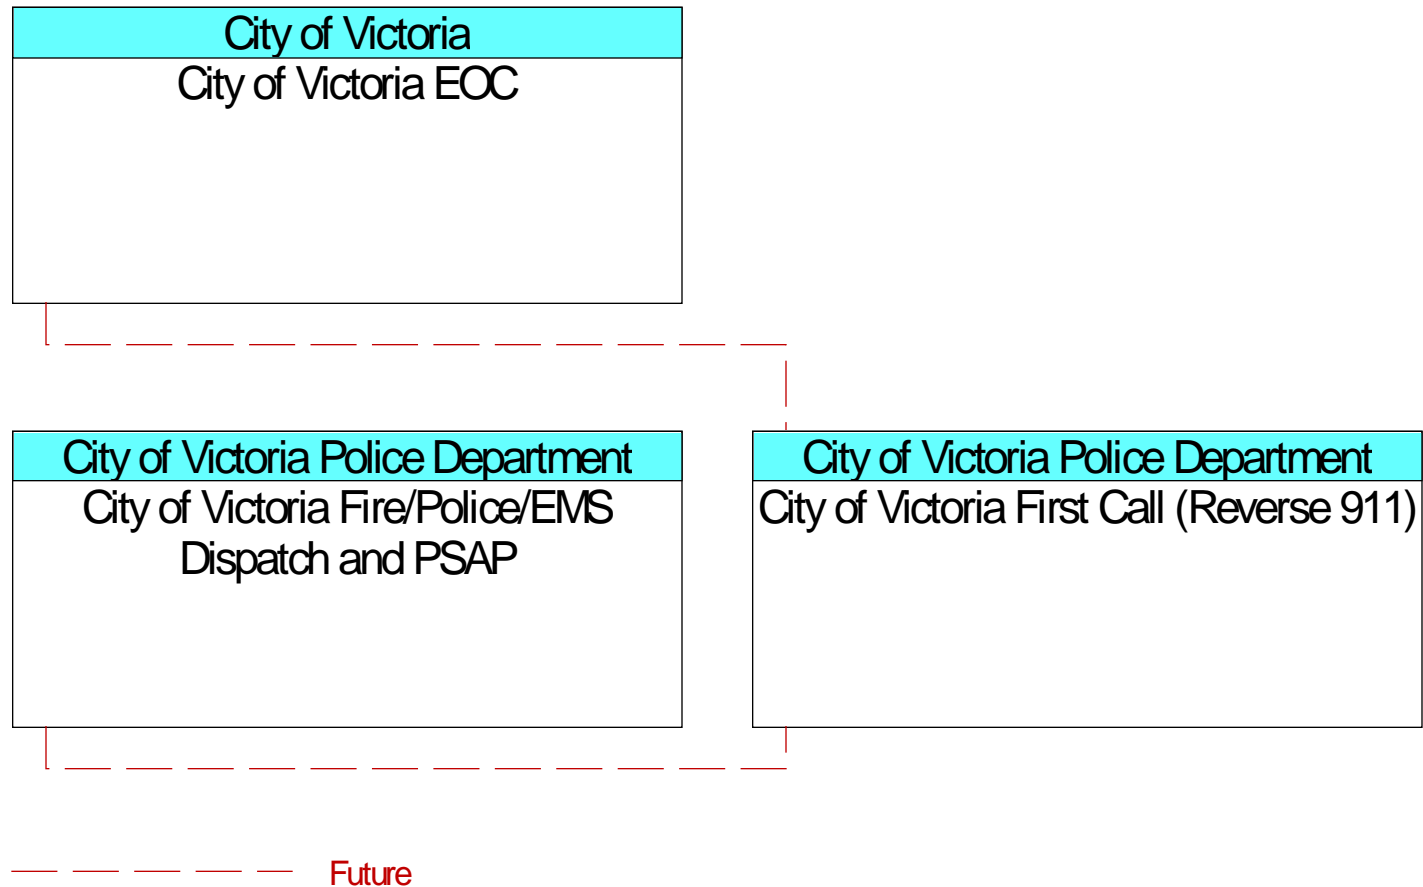 City of Victoria
City of Victoria EOC
City of Victoria Police Department
City of Victoria Fire/Police/EMS
Dispatch and PSAP
City of Victoria Police Department
City of Victoria First Call (Reverse 911)
Future